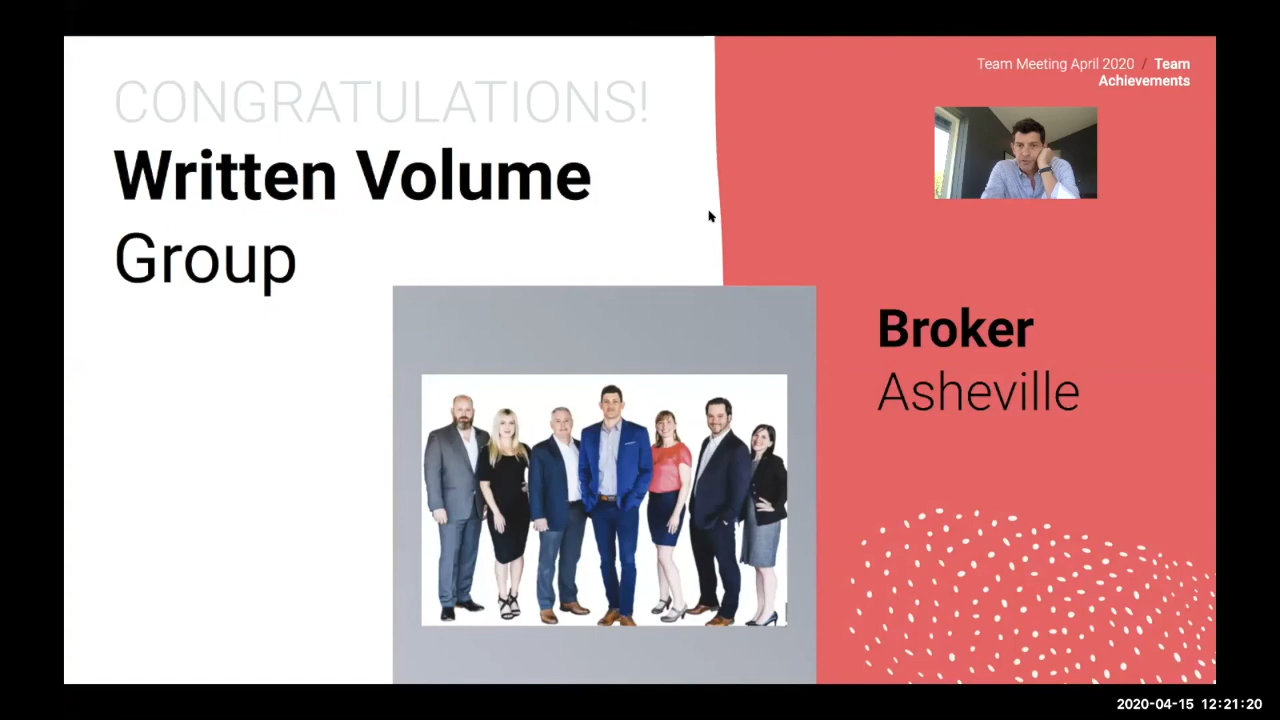 CONGRATULATIONS!
Written Volume
Group
Team Meeting April 2020 / Team
Achievements
Broker
Asheville
2020-04-15 12:21:20